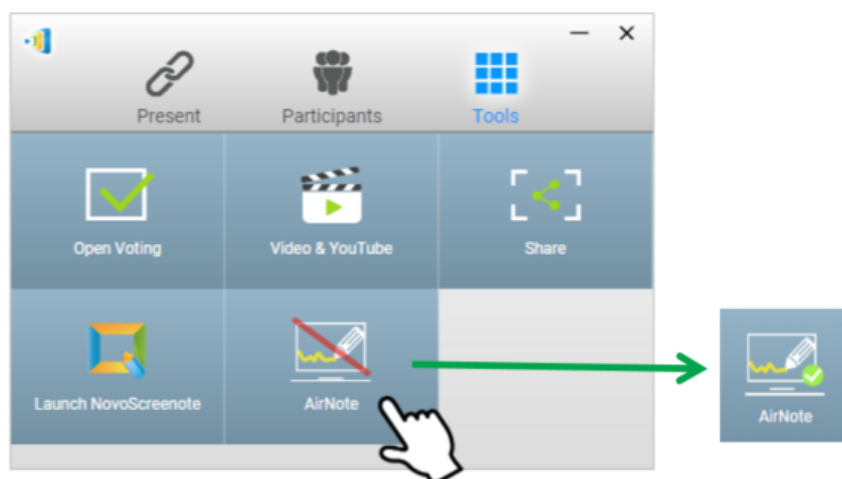 Present Participants Tools
Open Voting Video & YouTube Share
Launch NovoScreenote AirNote
AirNote